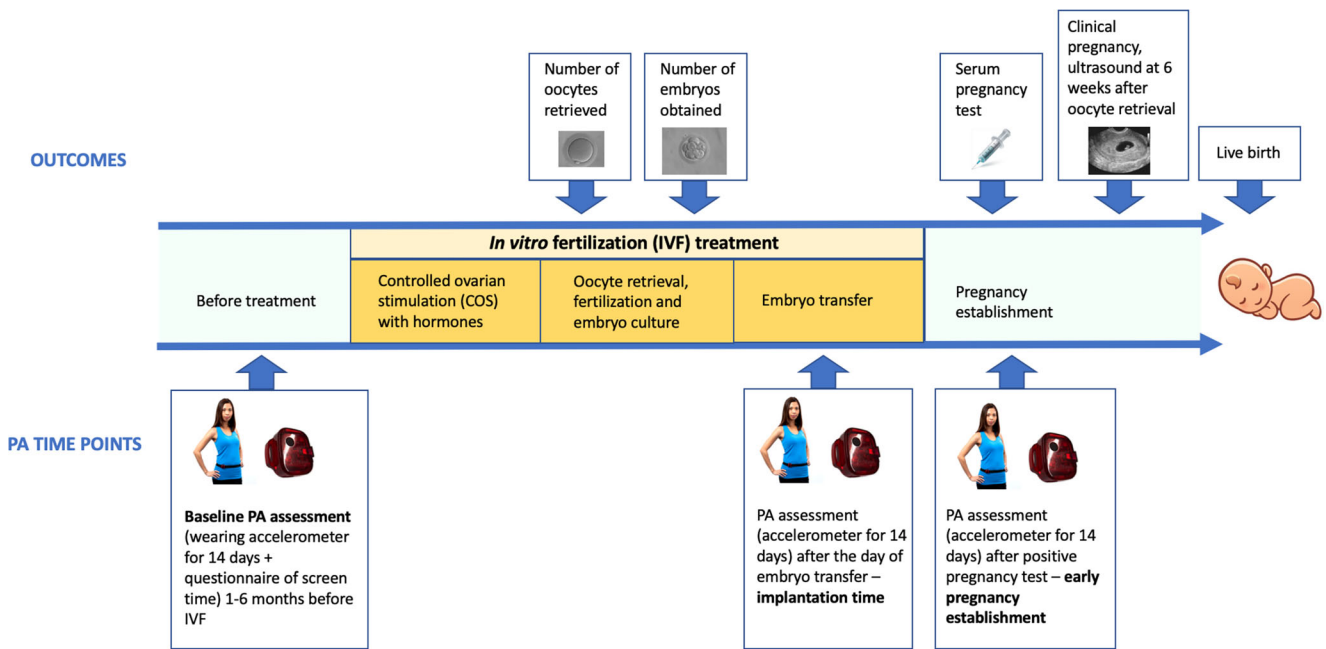 Number of
oocytes
retrieved
Number of
embryos
obtained
Serum
pregnancy
test
Clinical
pregnancy,
ultrasound at 6
weeks after
oocyte retrieval
Live birth
OUTCOMES
In vitro fertilization (IVF) treatment
Before treatment
Controlled ovarian
stimulation (COS)
with hormones
Oocyte retrieval,
fertilization and
embryo culture
Embryo transfer
Pregnancy
establishment
PA TIME POINTS
Baseline PA assessment
(wearing accelerometer
for 14 days +
questionnaire of screen
time) 1-6 months before
IVF
PA assessment
(accelerometer for 14
days) after the day of
embryo transfer –
implantation time
PA assessment
(accelerometer for 14
days) after positive
pregnancy test – early
pregnancy
establishment